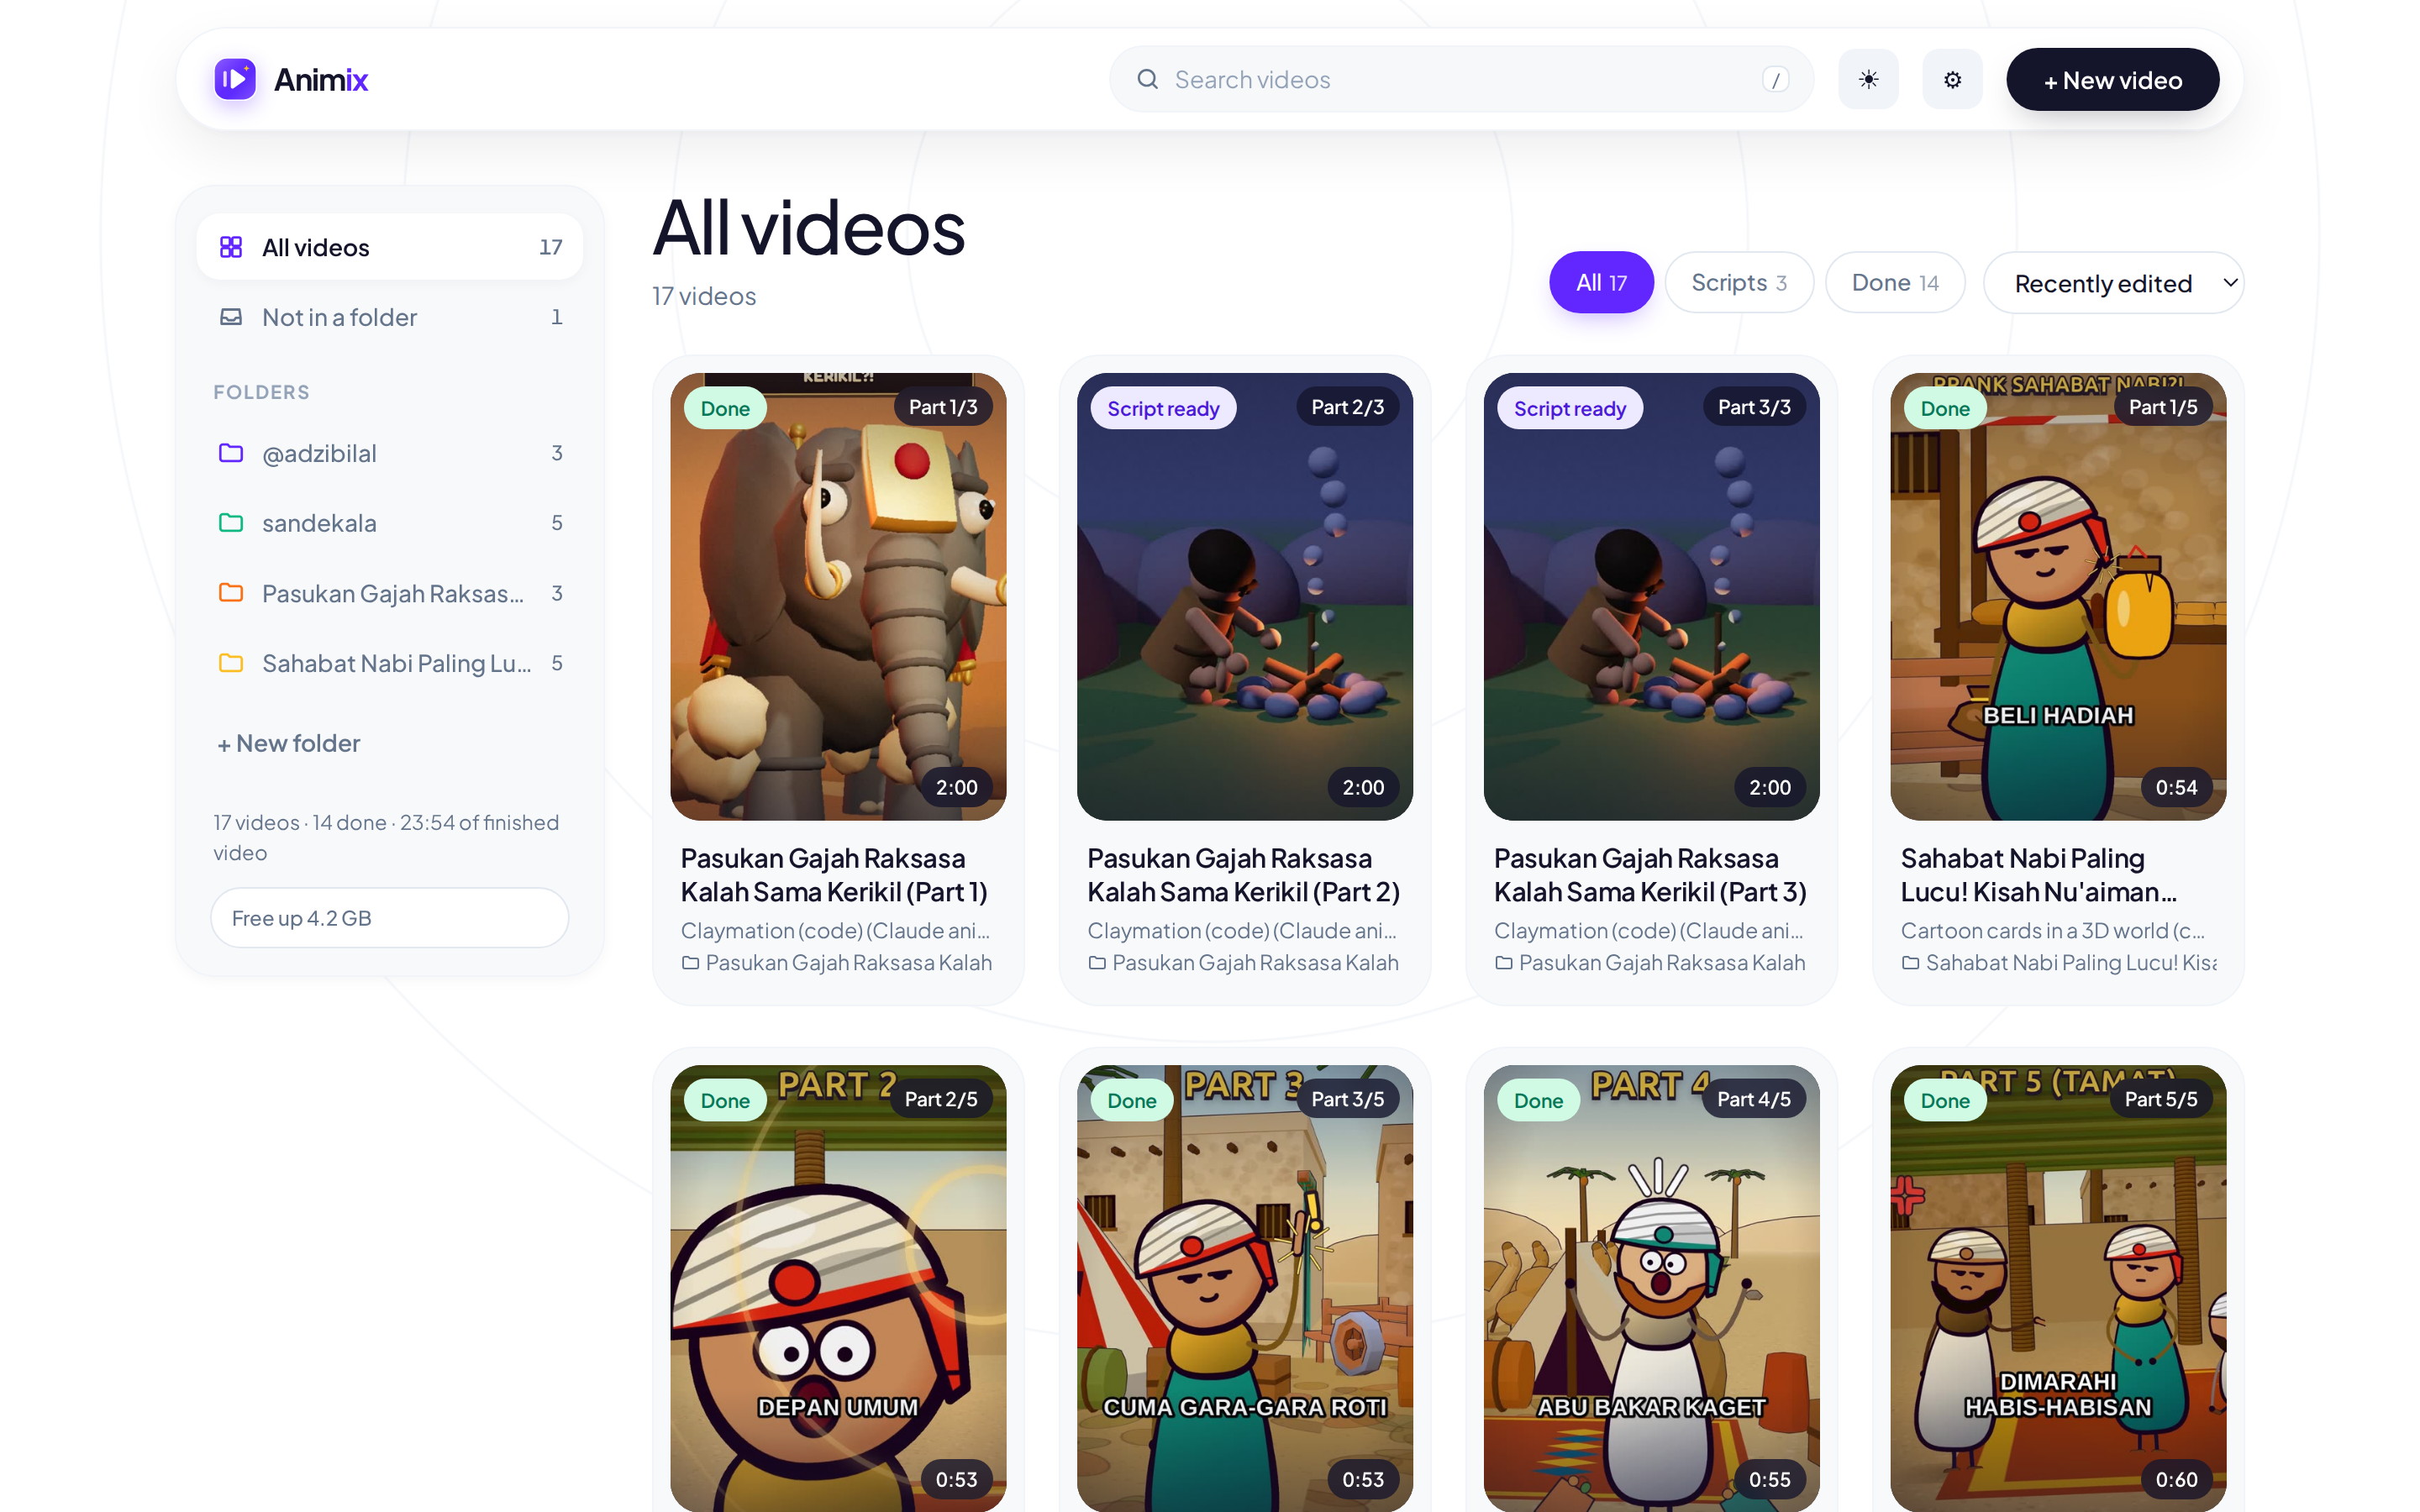 Animix
Search videos
/
+ New video
All videos 17
Not in a folder 1
FOLDERS
@adzibilal 3
sandekala 5
Pasukan Gajah Raksas... 3
Sahabat Nabi Paling Lu... 5
+ New folder
17 videos · 14 done · 23:54 of finished
video
Free up 4.2 GB
All videos
17 videos
All 17
Scripts 3
Done 14
Recently edited
KERIKIL?!
Done
Part 1/3
2:00
Pasukan Gajah Raksasa
Kalah Sama Kerikil (Part 1)
Claymation (code) (Claude ani...
Pasukan Gajah Raksasa Kalah
Script ready
Part 2/3
2:00
Pasukan Gajah Raksasa
Kalah Sama Kerikil (Part 2)
Claymation (code) (Claude ani...
Pasukan Gajah Raksasa Kalah
Script ready
Part 3/3
2:00
Pasukan Gajah Raksasa
Kalah Sama Kerikil (Part 3)
Claymation (code) (Claude ani...
Pasukan Gajah Raksasa Kalah
PRANK SAHABAT NABI?!
Done
Part 1/5
BELI HADIAH
0:54
Sahabat Nabi Paling
Lucu! Kisah Nu'aiman...
Cartoon cards in a 3D world (c...
Sahabat Nabi Paling Lucu! Kisa
PART 2
Done
Part 2/5
DEPAN UMUM
0:53
PART 3
Done
Part 3/5
CUMA GARA-GARA ROTI
0:53
PART 4
Done
Part 4/5
ABU BAKAR KAGET
0:55
PART 5 (TAMAT)
Done
Part 5/5
DIMARAHI
HABIS-HABISAN
0:60